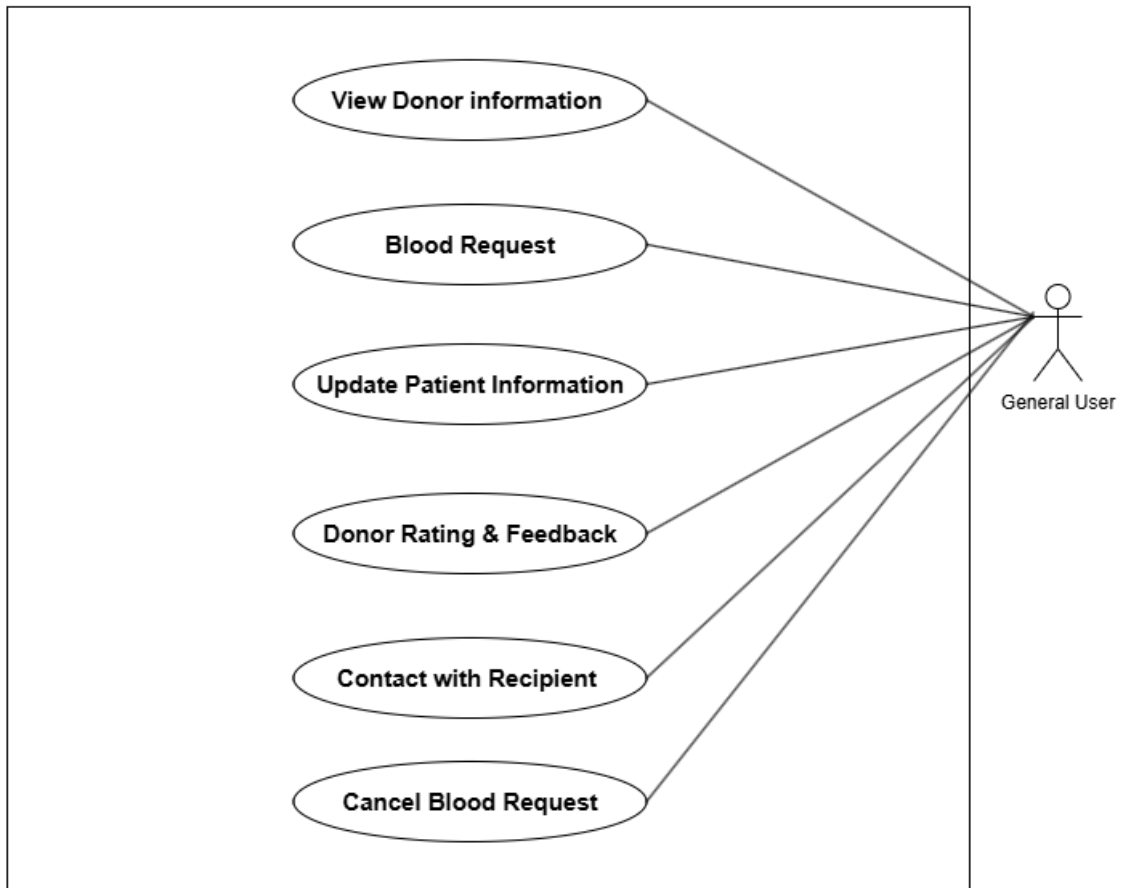 View Donor information
Blood Request
Update Patient Information
General User
Donor Rating & Feedback
Contact with Recipient
Cancel Blood Request